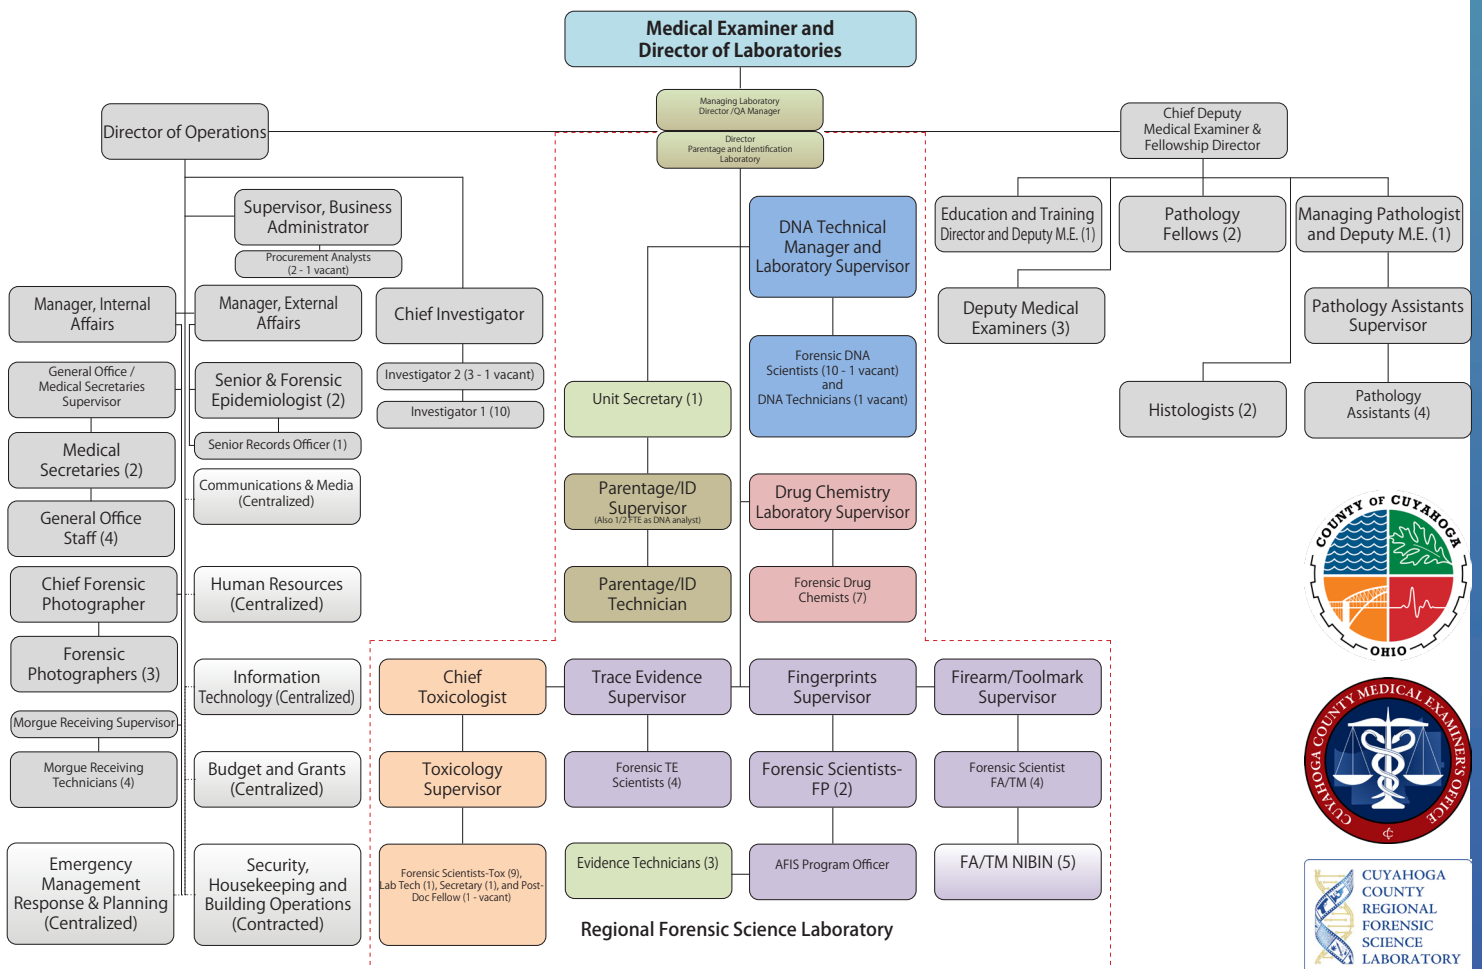 Medical Examiner and
Director of Laboratories
Managing Laboratory
Director /QA Manager
Director
Parentage and Identification
Laboratory
Director of Operations
Chief Deputy
Medical Examiner &
Fellowship Director
Supervisor, Business
Administrator
Procurement Analysts
(2 - 1 vacant)
Manager, Internal
Affairs
Manager, External
Affairs
Chief Investigator
General Office /
Medical Secretaries
Supervisor
Senior & Forensic
Epidemiologist (2)
Investigator 2 (3 - 1 vacant)
Investigator 1 (10)
Medical
Secretaries (2)
Senior Records Officer (1)
General Office
Staff (4)
Communications & Media
(Centralized)
Chief Forensic
Photographer
Human Resources
(Centralized)
Forensic
Photographers (3)
Information
Technology (Centralized)
Morgue Receiving Supervisor
Morgue Receiving
Technicians (4)
Budget and Grants
(Centralized)
Emergency
Management
Response & Planning
(Centralized)
Security,
Housekeeping and
Building Operations
(Contracted)
DNA Technical
Manager and
Laboratory Supervisor
Forensic DNA
Scientists (10 - 1 vacant)
and
DNA Technicians (1 vacant)
Unit Secretary (1)
Parentage/ID
Supervisor
(Also 1/2 FTE as DNA analyst)
Parentage/ID
Technician
Drug Chemistry
Laboratory Supervisor
Forensic Drug
Chemists (7)
Chief
Toxicologist
Trace Evidence
Supervisor
Fingerprints
Supervisor
Firearm/Toolmark
Supervisor
Toxicology
Supervisor
Forensic TE
Scientists (4)
Forensic Scientists-
FP (2)
Forensic Scientist
FA/TM (4)
Forensic Scientists-Tox (9),
Lab Tech (1), Secretary (1), and Post-
Doc Fellow (1 - vacant)
Evidence Technicians (3)
AFIS Program Officer
FA/TM NIBIN (5)
Regional Forensic Science Laboratory
Education and Training
Director and Deputy M.E. (1)
Pathology
Fellows (2)
Managing Pathologist
and Deputy M.E. (1)
Deputy Medical
Examiners (3)
Pathology Assistants
Supervisor
Histologists (2)
Pathology
Assistants (4)
COUNTY OF CUYAHOGA
OHIO
CUYAHOGA COUNTY MEDICAL EXAMINER'S OFFICE
CUYAHOGA
COUNTY
REGIONAL
FORENSIC
SCIENCE
LABORATORY